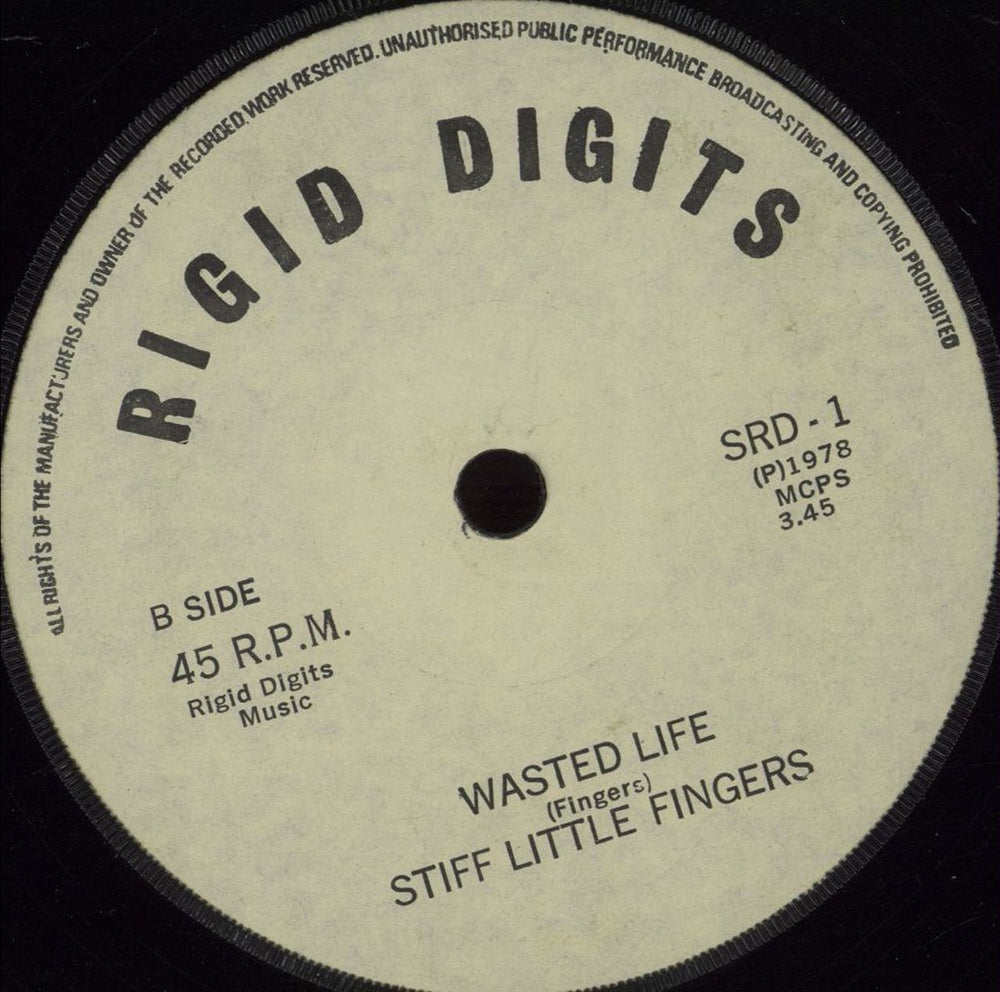 ALL RIGHTS OF THE MANUFACTURERS AND OWNER OF THE RECORDED WORK RESERVED. UNAUTHORISED PUBLIC PERFORMANCE BROADCASTING AND COPYING PROHIBITED
RIGID DIGITS
SRD - 1
(P)1978
MCPS
3.45
B SIDE
45 R.P.M.
Rigid Digits
Music
WASTED LIFE
(Fingers)
STIFF LITTLE FINGERS